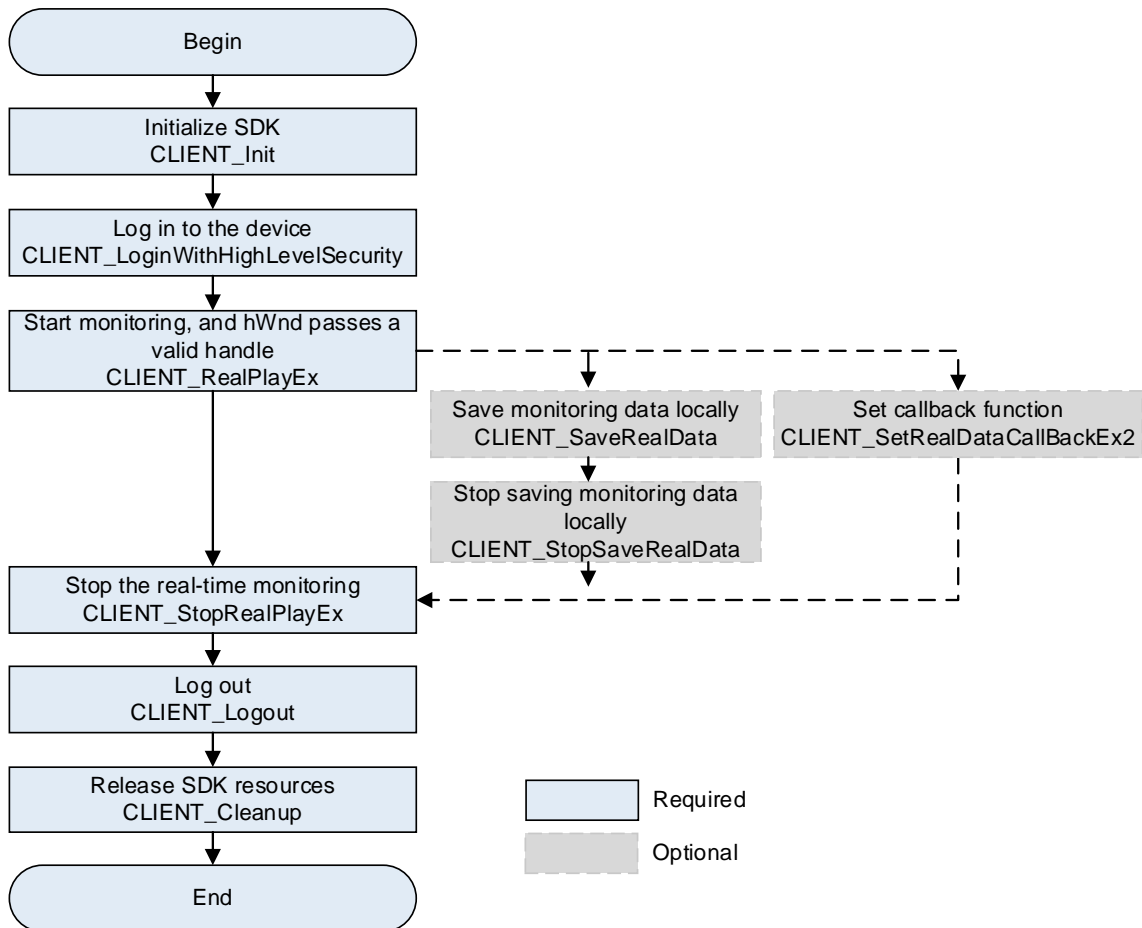 Begin
Initialize SDK
CLIENT_Init
Log in to the device
CLIENT_LoginWithHighLevelSecurity
Start monitoring, and hWnd passes a
valid handle
CLIENT_RealPlayEx
Save monitoring data locally
CLIENT_SaveRealData
Set callback function
CLIENT_SetRealDataCallBackEx2
Stop saving monitoring data
locally
CLIENT_StopSaveRealData
Stop the real-time monitoring
CLIENT_StopRealPlayEx
Log out
CLIENT_Logout
Release SDK resources
CLIENT_Cleanup
Required
Optional
End